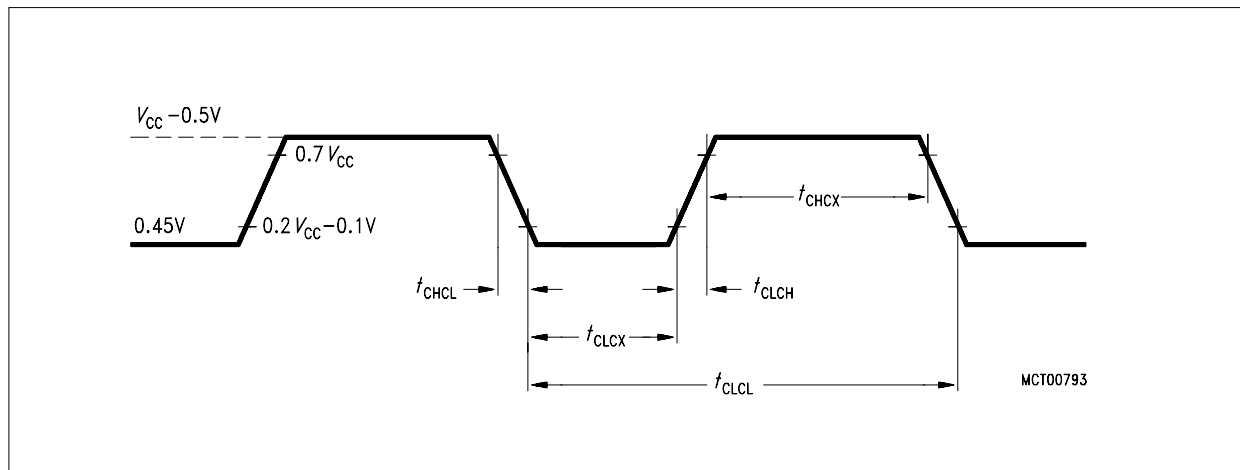 V_CC −0.5V
0.7 V_CC
0.45V
0.2 V_CC −0.1V
t_CHCX
t_CHCL
t_CLCH
t_CLCX
t_CLCL
MCT00793